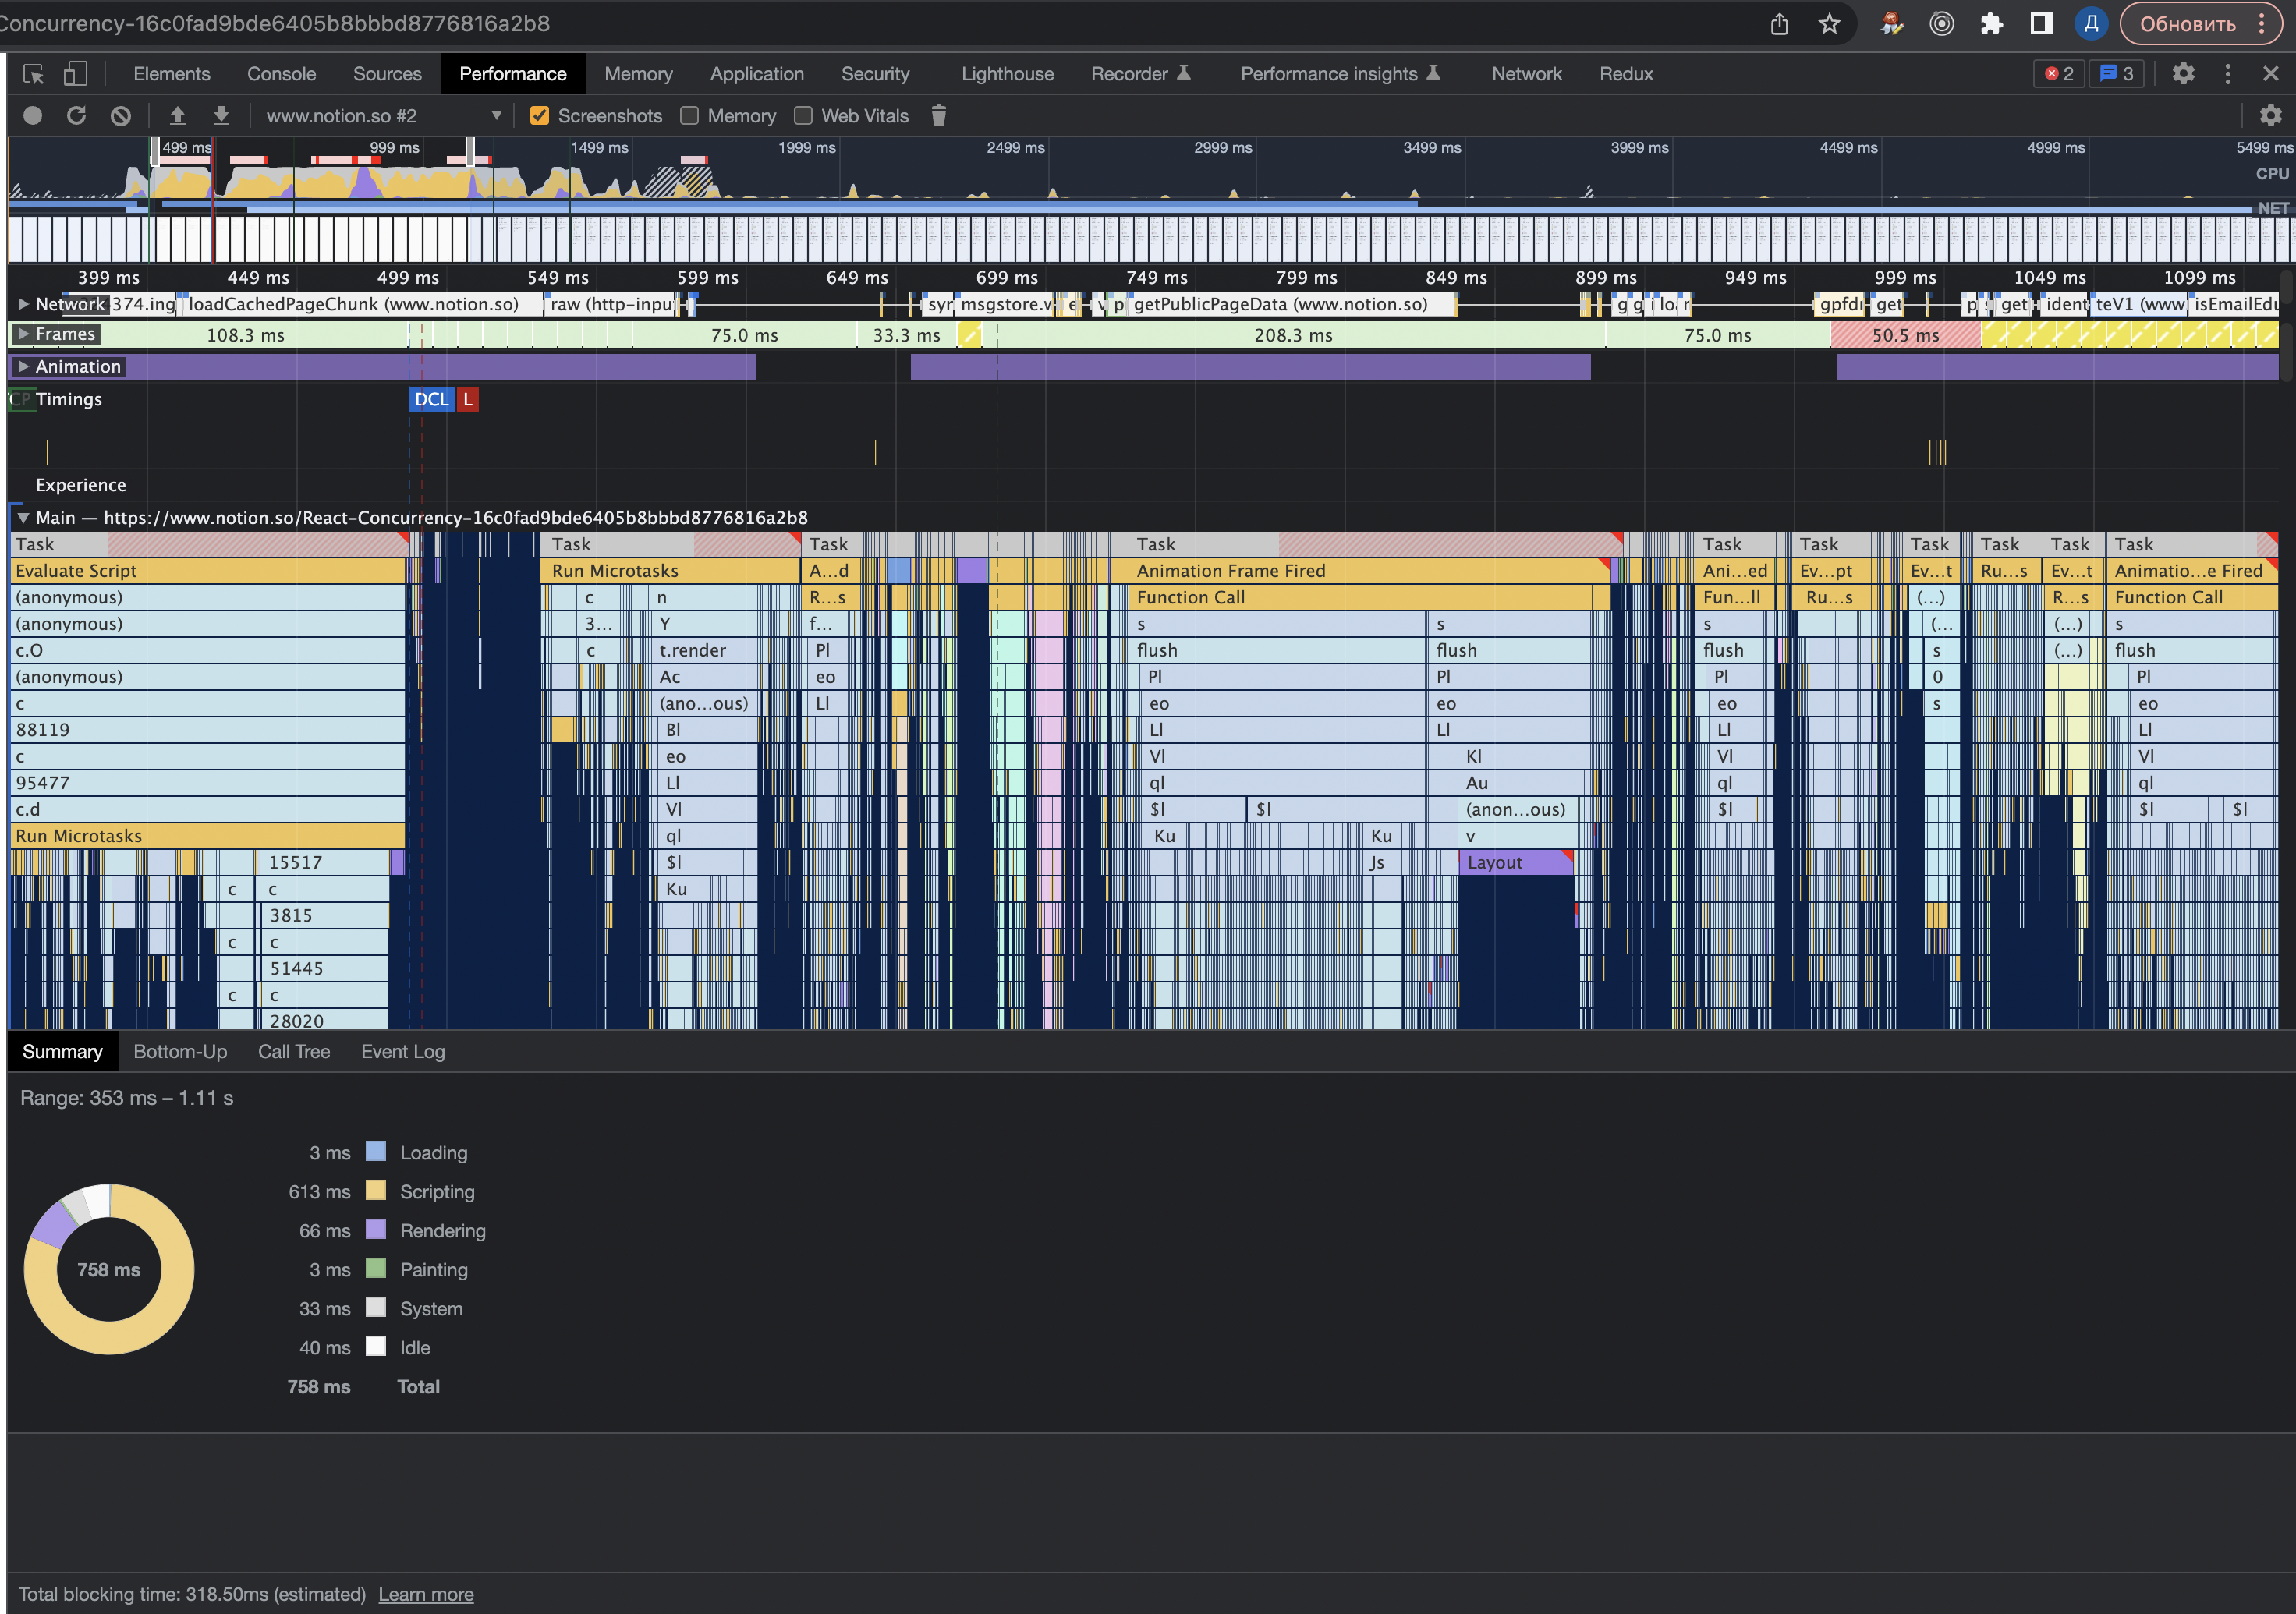 Concurrency-16c0fad9bde6405b8bbbd8776816a2b8 Д Обновить
Elements Console Sources Performance Memory Application Security Lighthouse Recorder Performance insights Network Redux 2 3
www.notion.so #2 Screenshots Memory Web Vitals
499 ms 999 ms 1499 ms 1999 ms 2499 ms 2999 ms 3499 ms 3999 ms 4499 ms 4999 ms 5499 ms
CPU
NET
399 ms 449 ms 499 ms 549 ms 599 ms 649 ms 699 ms 749 ms 799 ms 849 ms 899 ms 949 ms 999 ms 1049 ms 1099 ms
Network 374.ing loadCachedPageChunk (www.notion.so) raw (http-inpu syn msgstore.v e v p getPublicPageData (www.notion.so) g g i lo r gpfdr get p s get ident teV1 (www isEmailEdu
Frames 108.3 ms 75.0 ms 33.3 ms 208.3 ms 75.0 ms 50.5 ms
Animation
CP Timings DCL L
Experience
Main — https://www.notion.so/React-Concurrency-16c0fad9bde6405b8bbbd8776816a2b8
Task Task Task Task Task Task Task Task Task Task
Evaluate Script Run Microtasks A...d Animation Frame Fired Ani...ed Ev...pt Ev...t Ru...s Ev...t Animatio...e Fired
(anonymous) c n R...s Function Call Fun...ll Ru...s (...) R...s Function Call
(anonymous) 3... Y f... s s s (... (...) s
c.O c t.render Pl flush flush flush s (...) flush
(anonymous) Ac eo Pl Pl Pl 0 Pl
c (ano...ous) Ll eo eo eo s eo
88119 Bl Ll Ll Ll Ll
c eo Vl Kl Vl Vl
95477 Ll ql Au ql ql
c.d Vl $l $l (anon...ous) $l $l $l
Run Microtasks ql Ku Ku v
15517 $l Js Layout
c c Ku
3815
c c
51445
c c
28020
Summary Bottom-Up Call Tree Event Log
Range: 353 ms – 1.11 s
3 ms Loading
613 ms Scripting
66 ms Rendering
758 ms
3 ms Painting
33 ms System
40 ms Idle
758 ms Total
Total blocking time: 318.50ms (estimated) Learn more